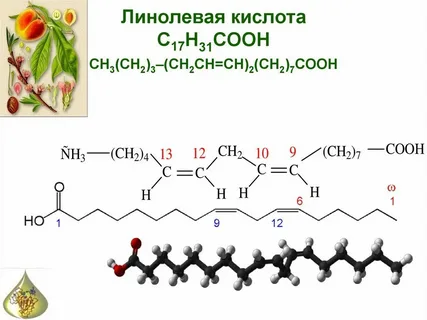 Линолевая кислота
C₁₇H₃₁COOH
CH₃(CH₂)₃–(CH₂CH=CH)₂(CH₂)₇COOH
ÑH3—(CH₂)₄ 13 12 CH₂ 10 9 (CH₂)₇—COOH
C=C C=C
H H H H
O
HO 1 9 12 6 ω 1